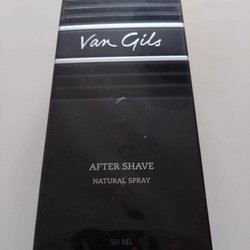 Van Gils
AFTER SHAVE
NATURAL SPRAY
50 ML